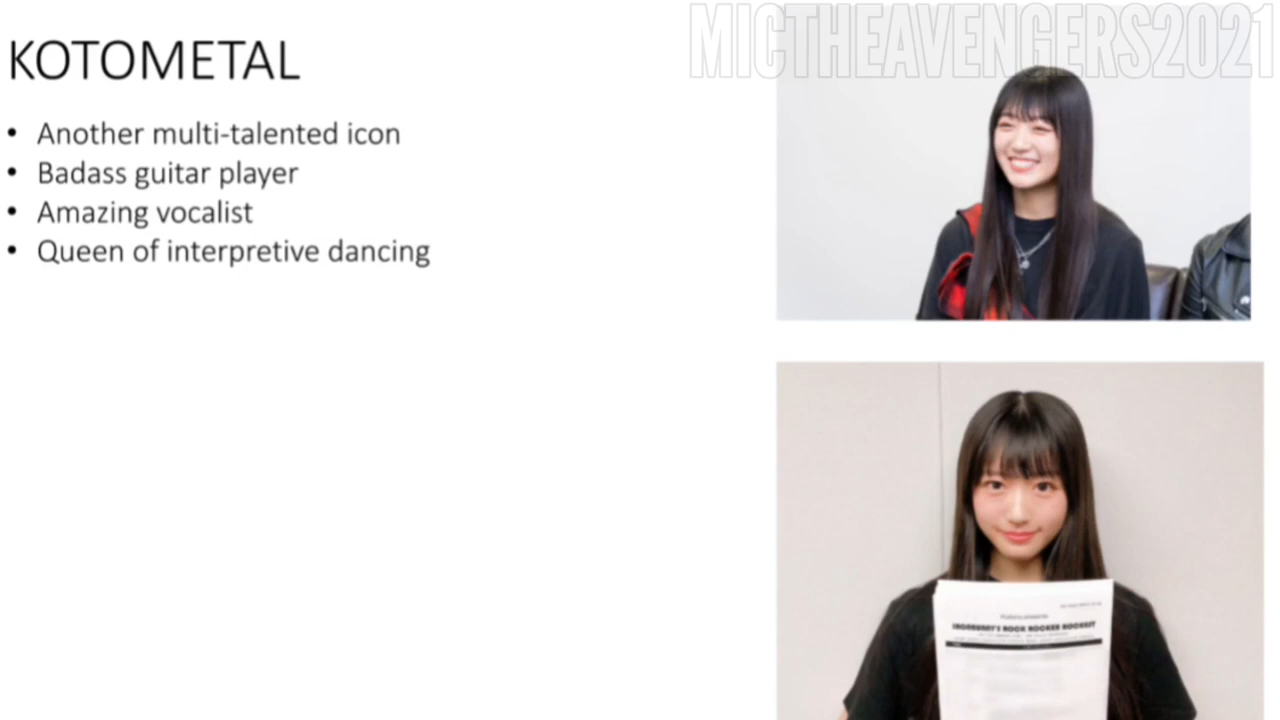 MICTHEAVENGERS2021
KOTOMETAL
• Another multi-talented icon
• Badass guitar player
• Amazing vocalist
• Queen of interpretive dancing